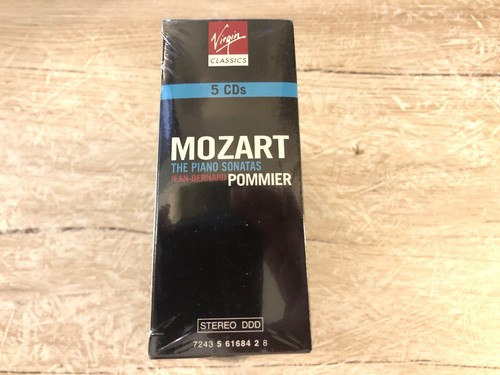 Virgin
CLASSICS
5 CDs
MOZART
THE PIANO SONATAS
JEAN-BERNARD POMMIER
STEREO DDD
7243 5 61684 2 8